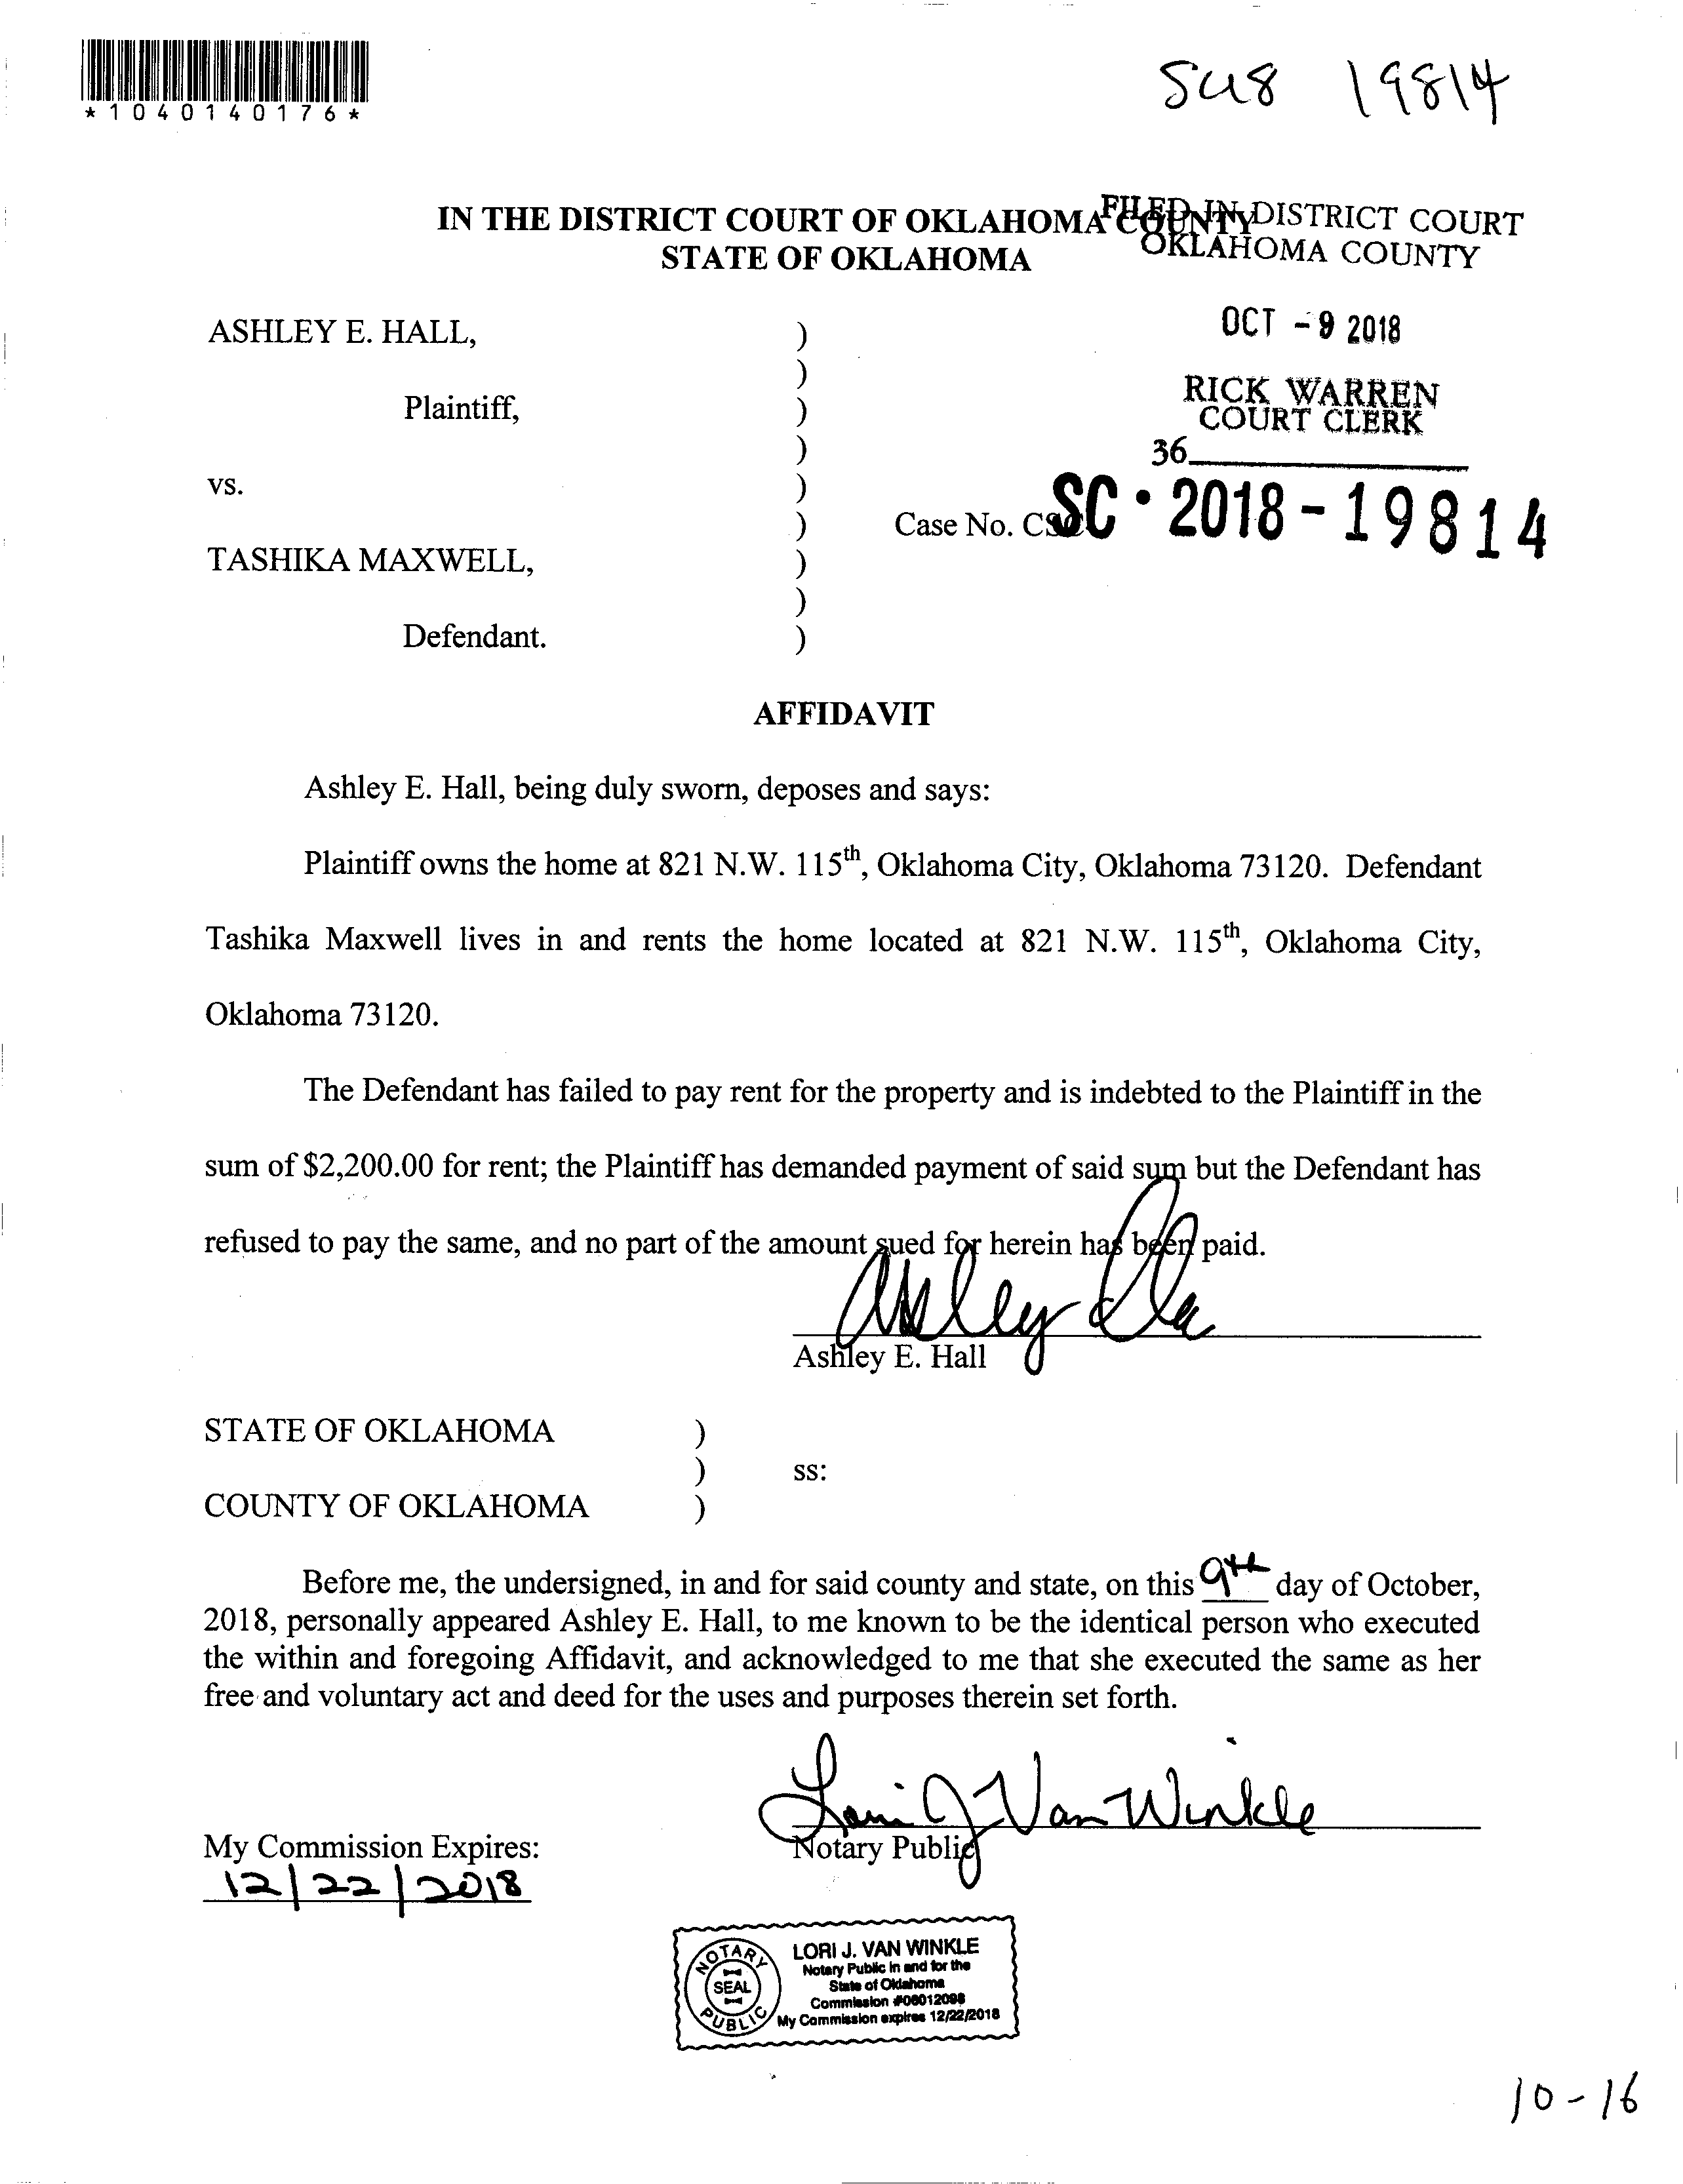 *1040140176*
SC18 19814
IN THE DISTRICT COURT OF OKLAHOMA COUNTY
STATE OF OKLAHOMA
FILED IN DISTRICT COURT
OKLAHOMA COUNTY
OCT -9 2018
RICK WARREN
COURT CLERK
36
ASHLEY E. HALL, )
)
Plaintiff, )
)
vs. )
) Case No. CSC
SC·2018-19814
TASHIKA MAXWELL, )
)
Defendant. )
AFFIDAVIT
Ashley E. Hall, being duly sworn, deposes and says:
Plaintiff owns the home at 821 N.W. 115th, Oklahoma City, Oklahoma 73120. Defendant
Tashika Maxwell lives in and rents the home located at 821 N.W. 115th, Oklahoma City,
Oklahoma 73120.
The Defendant has failed to pay rent for the property and is indebted to the Plaintiff in the
sum of $2,200.00 for rent; the Plaintiff has demanded payment of said sum but the Defendant has
refused to pay the same, and no part of the amount sued for herein has been paid.
Ashley
Ashley E. Hall
STATE OF OKLAHOMA )
) ss:
COUNTY OF OKLAHOMA )
Before me, the undersigned, in and for said county and state, on this 9th day of October,
2018, personally appeared Ashley E. Hall, to me known to be the identical person who executed
the within and foregoing Affidavit, and acknowledged to me that she executed the same as her
free and voluntary act and deed for the uses and purposes therein set forth.
Lori J Van Winkle
Notary Public
My Commission Expires:
12/22/2018
NOTARY PUBLIC
SEAL
LORI J. VAN WINKLE
Notary Public in and for the
State of Oklahoma
Commission #06012098
My Commission expires 12/22/2018
10-16